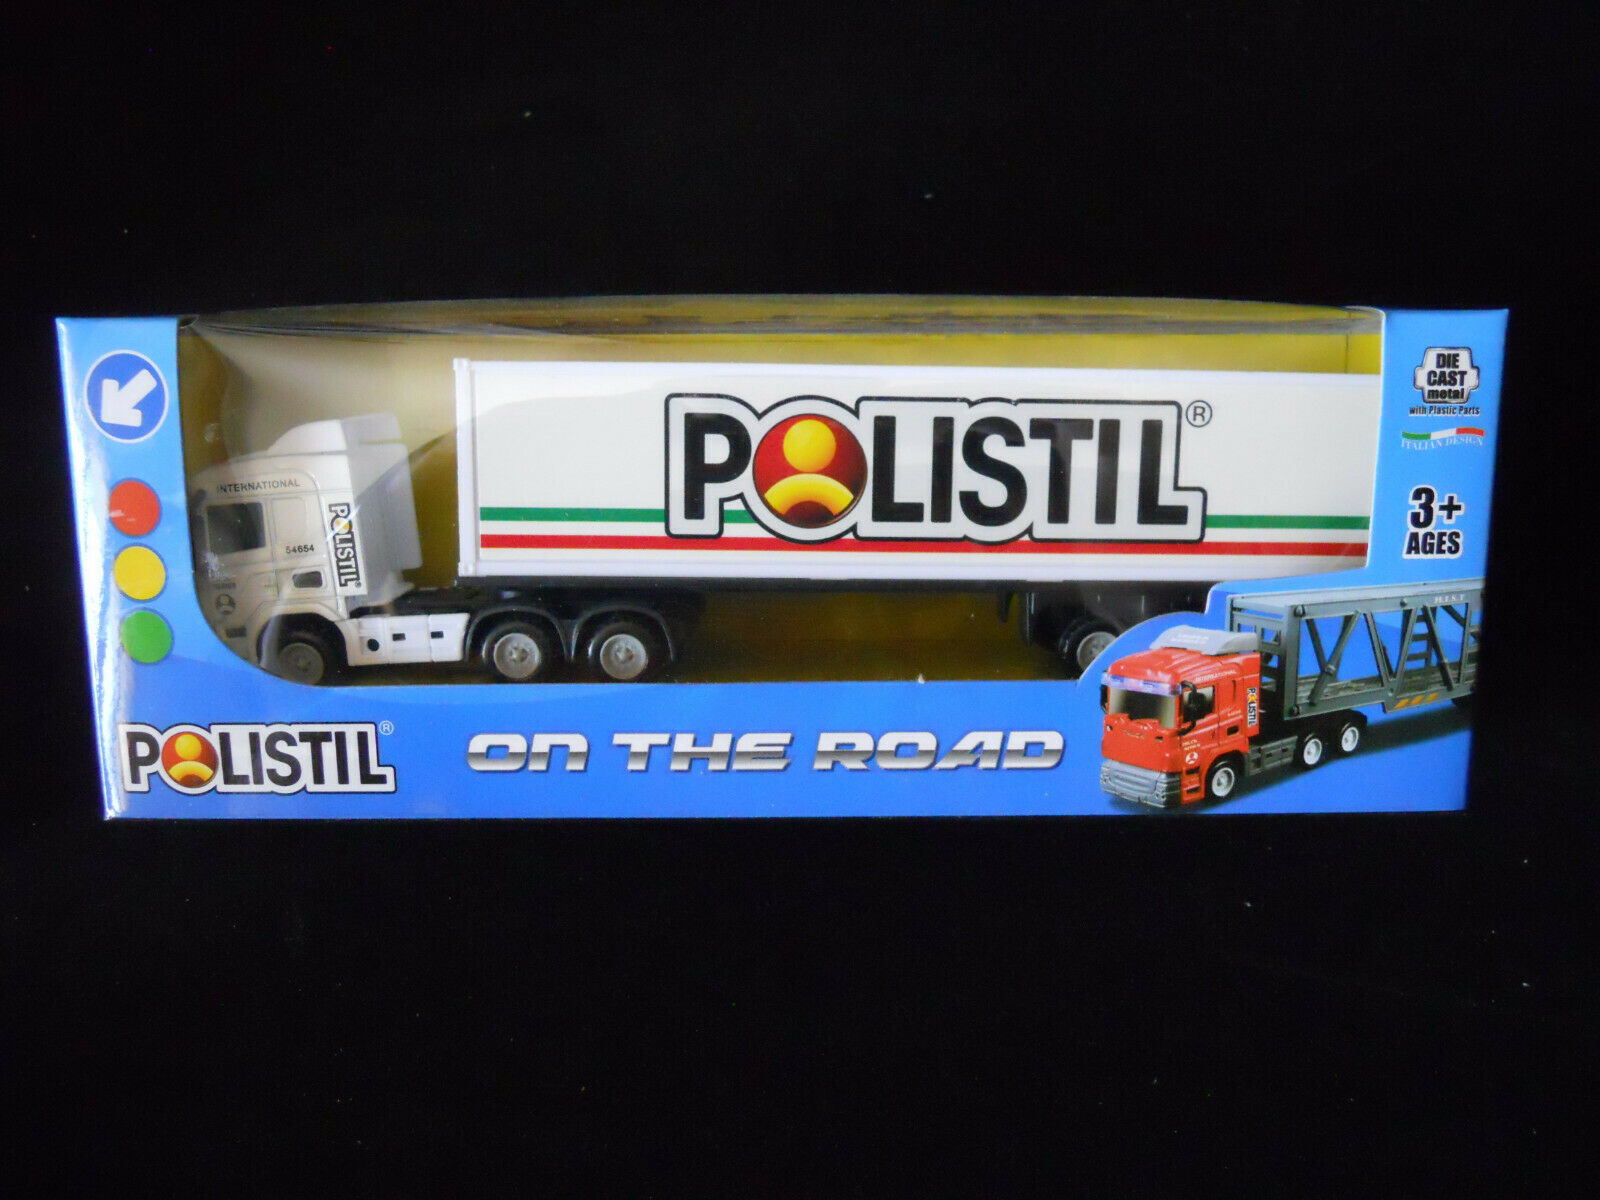 DIE
CAST
metal
with Plastic Parts
ITALIAN DESIGN
3+
AGES
POLISTIL®
INTERNATIONAL
54654
POLISTIL®
H.I.S.T
INTERNATIONAL
POLISTIL
POLISTIL®
ON THE ROAD